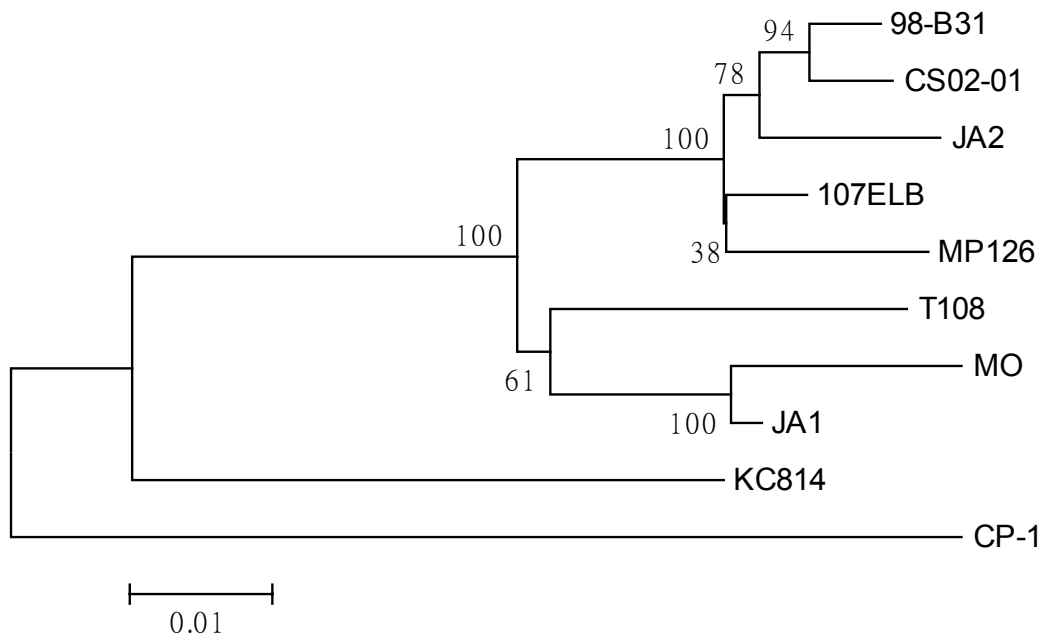 98-B31
94
CS02-01
78
JA2
100
107ELB
100
38
MP126
T108
MO
61
100
JA1
KC814
CP-1
0.01